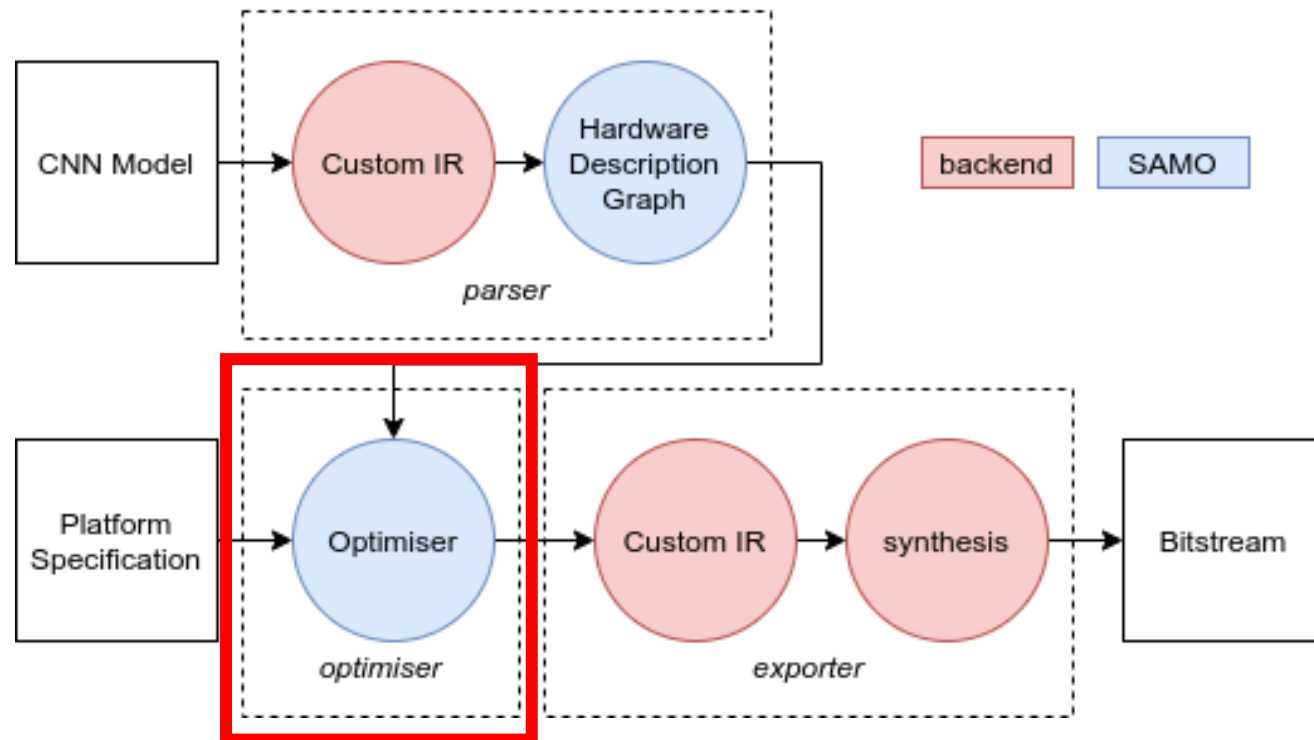 CNN Model
Custom IR
Hardware
Description
Graph
parser
backend
SAMO
Platform
Specification
Optimiser
optimiser
Custom IR
synthesis
exporter
Bitstream